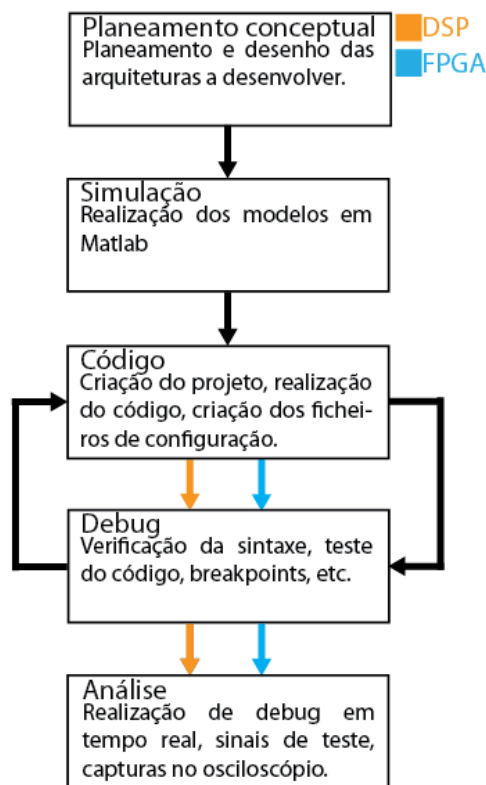 Planeamento conceptual
Planeamento e desenho das
arquiteturas a desenvolver.
DSP
FPGA
Simulação
Realização dos modelos em
Matlab
Código
Criação do projeto, realização
do código, criação dos fichei-
ros de configuração.
Debug
Verificação da sintaxe, teste
do código, breakpoints, etc.
Análise
Realização de debug em
tempo real, sinais de teste,
capturas no osciloscópio.